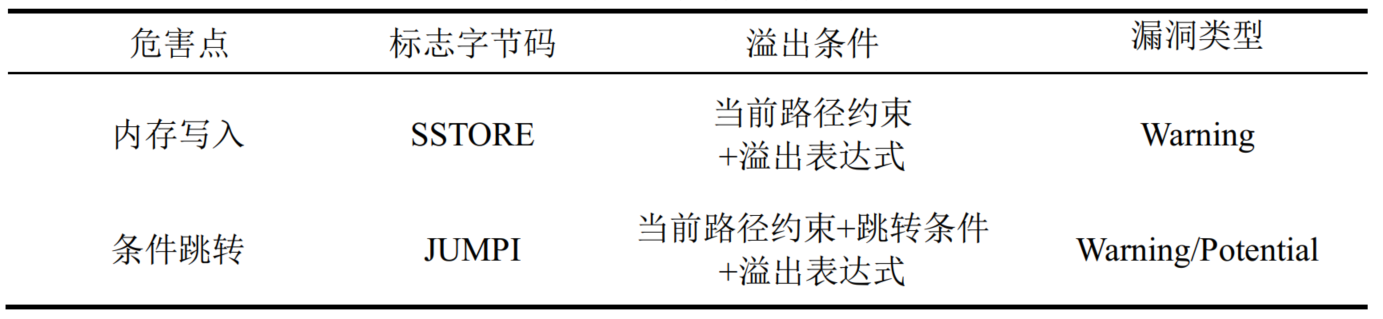 危害点 标志字节码 溢出条件 漏洞类型
内存写入 SSTORE 当前路径约束 Warning
+溢出表达式
条件跳转 JUMPI 当前路径约束+跳转条件 Warning/Potential
+溢出表达式